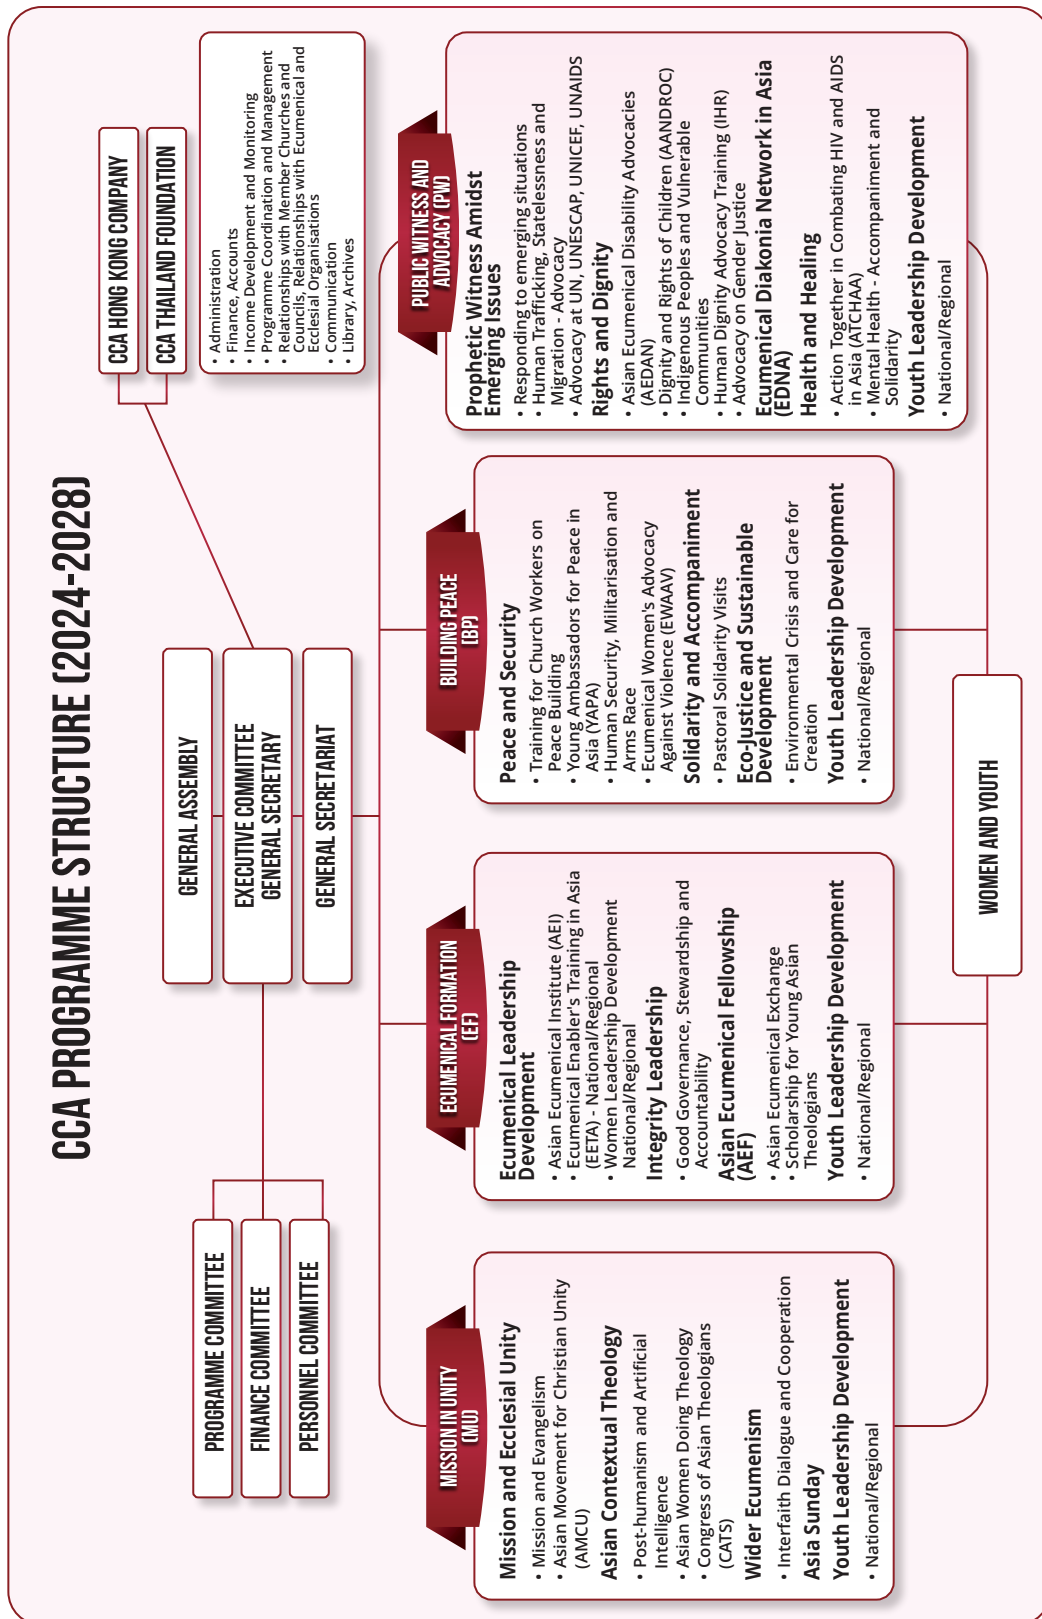 CCA PROGRAMME STRUCTURE (2024-2028)
GENERAL ASSEMBLY
EXECUTIVE COMMITTEE
GENERAL SECRETARY
GENERAL SECRETARIAT
PROGRAMME COMMITTEE
FINANCE COMMITTEE
PERSONNEL COMMITTEE
CCA HONG KONG COMPANY
CCA THAILAND FOUNDATION
• Administration
• Finance, Accounts
• Income Development and Monitoring
• Programme Coordination and Management
• Relationships with Member Churches and
Councils, Relationships with Ecumenical and
Ecclesial Organisations
• Communication
• Library, Archives
MISSION IN UNITY
(MU)
Mission and Ecclesial Unity
• Mission and Evangelism
• Asian Movement for Christian Unity
(AMCU)
Asian Contextual Theology
• Post-humanism and Artificial
Intelligence
• Asian Women Doing Theology
• Congress of Asian Theologians
(CATS)
Wider Ecumenism
• Interfaith Dialogue and Cooperation
Asia Sunday
Youth Leadership Development
• National/Regional
ECUMENICAL FORMATION
(EF)
Ecumenical Leadership
Development
• Asian Ecumenical Institute (AEI)
• Ecumenical Enabler's Training in Asia
(EETA) - National/Regional
• Women Leadership Development
National/Regional
Integrity Leadership
• Good Governance, Stewardship and
Accountability
Asian Ecumenical Fellowship
(AEF)
• Asian Ecumenical Exchange
• Scholarship for Young Asian
Theologians
Youth Leadership Development
• National/Regional
BUILDING PEACE
(BP)
Peace and Security
• Training for Church Workers on
Peace Building
• Young Ambassadors for Peace in
Asia (YAPA)
• Human Security, Militarisation and
Arms Race
• Ecumenical Women's Advocacy
Against Violence (EWAAV)
Solidarity and Accompaniment
• Pastoral Solidarity Visits
Eco-Justice and Sustainable
Development
• Environmental Crisis and Care for
Creation
Youth Leadership Development
• National/Regional
PUBLIC WITNESS AND
ADVOCACY (PW)
Prophetic Witness Amidst
Emerging Issues
• Responding to emerging situations
• Human Trafficking, Statelessness and
Migration - Advocacy
• Advocacy at UN, UNESCAP, UNICEF, UNAIDS
Rights and Dignity
• Asian Ecumenical Disability Advocacies
(AEDAN)
• Dignity and Rights of Children (AANDROC)
• Indigenous Peoples and Vulnerable
Communities
• Human Dignity Advocacy Training (IHR)
• Advocacy on Gender Justice
Ecumenical Diakonia Network in Asia
(EDNA)
Health and Healing
• Action Together in Combating HIV and AIDS
in Asia (ATCHAA)
• Mental Health - Accompaniment and
Solidarity
Youth Leadership Development
• National/Regional
WOMEN AND YOUTH